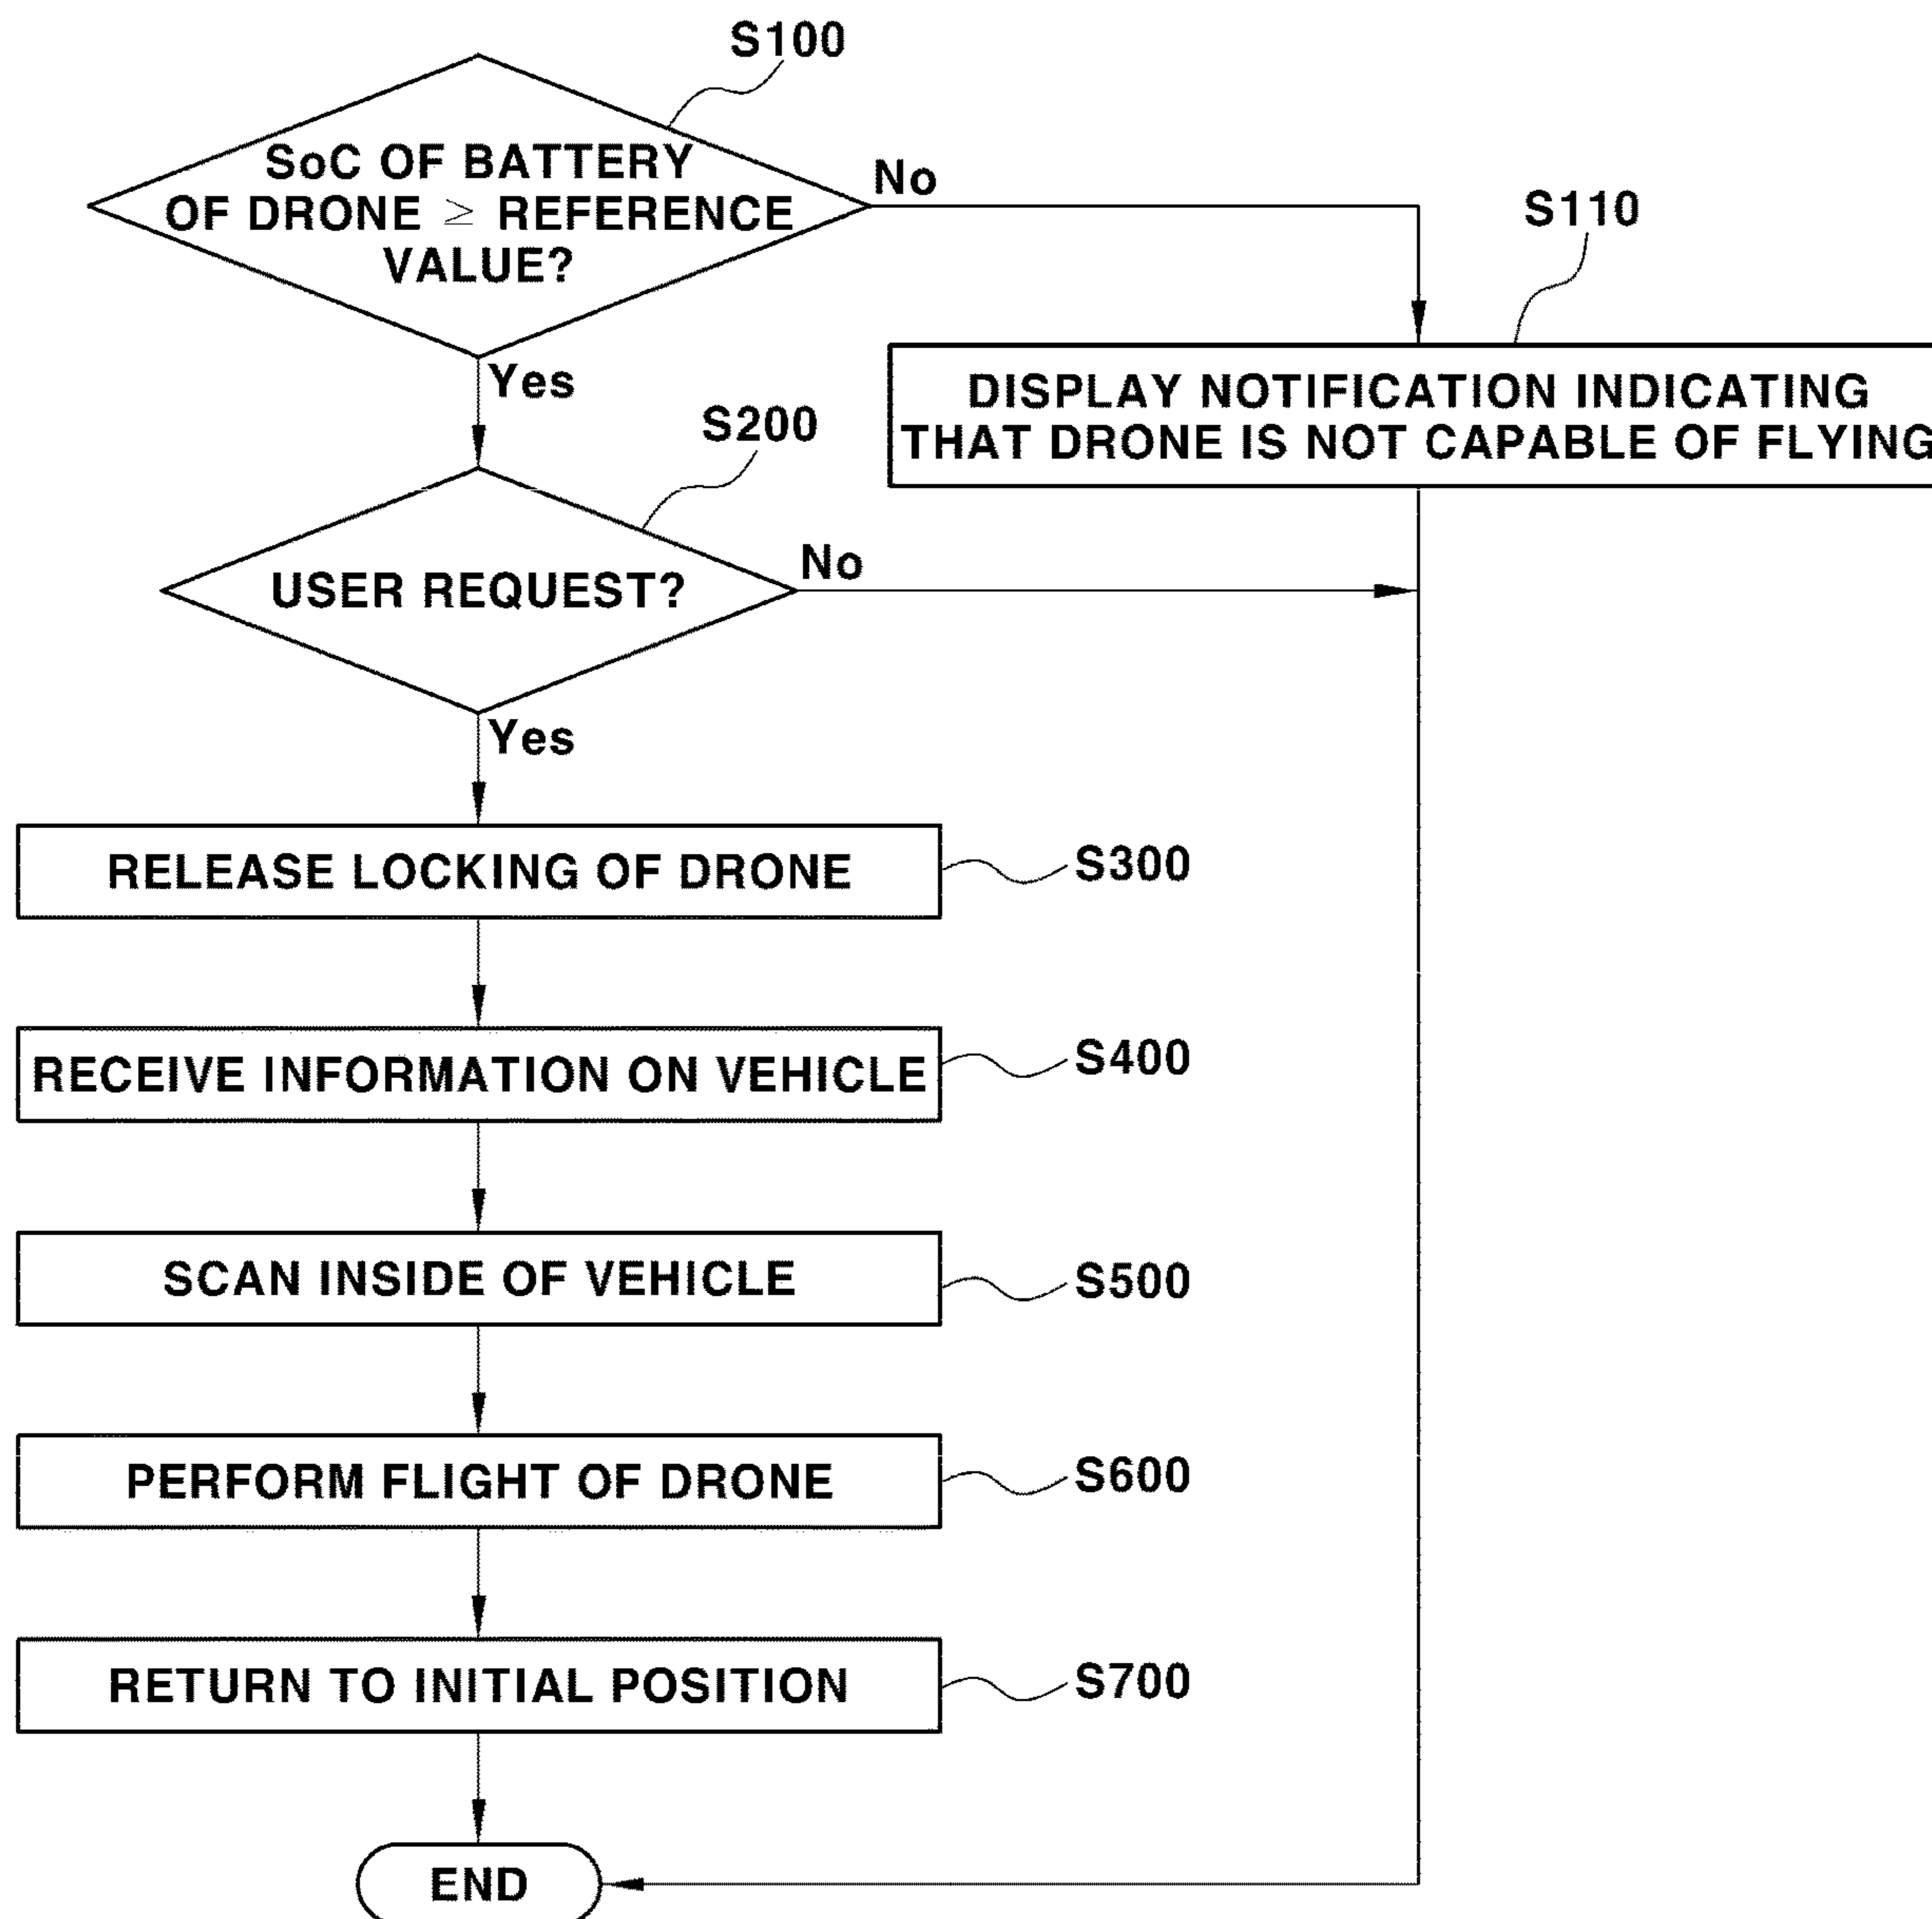 S100
SoC OF BATTERY
OF DRONE ≥ REFERENCE
VALUE?
No
S110
DISPLAY NOTIFICATION INDICATING
THAT DRONE IS NOT CAPABLE OF FLYING
Yes
S200
USER REQUEST?
No
Yes
RELEASE LOCKING OF DRONE
S300
RECEIVE INFORMATION ON VEHICLE
S400
SCAN INSIDE OF VEHICLE
S500
PERFORM FLIGHT OF DRONE
S600
RETURN TO INITIAL POSITION
S700
END